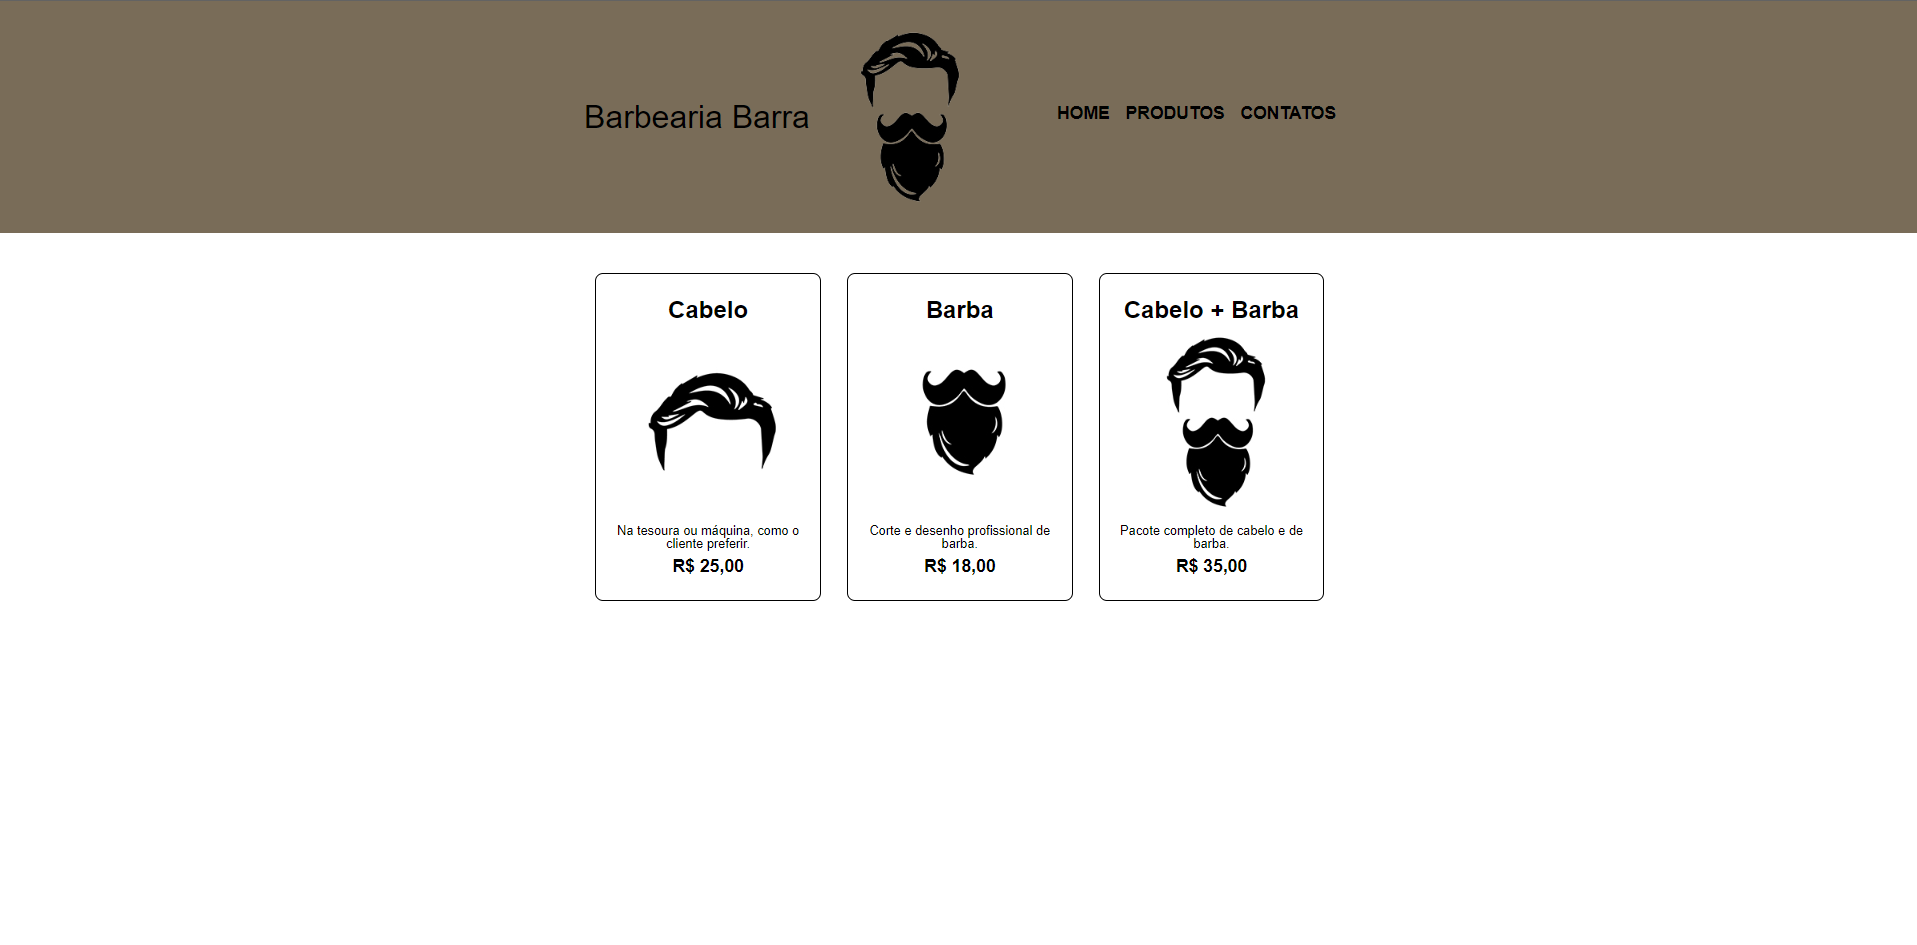 Barbearia Barra
HOME PRODUTOS CONTATOS
Cabelo
Na tesoura ou máquina, como o
cliente preferir.
R$ 25,00
Barba
Corte e desenho profissional de
barba.
R$ 18,00
Cabelo + Barba
Pacote completo de cabelo e de
barba.
R$ 35,00